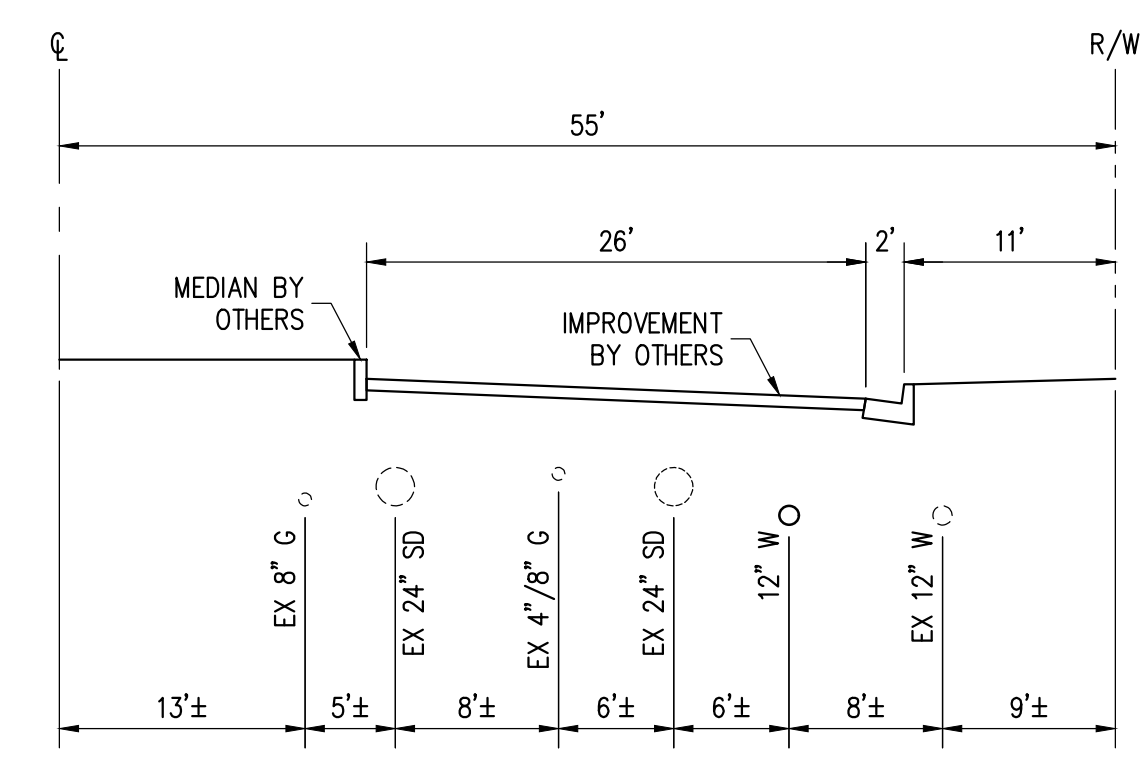 ℄
R/W
55'
26'
2'
11'
MEDIAN BY
OTHERS
IMPROVEMENT
BY OTHERS
EX 8" G
EX 24" SD
EX 4"/8" G
EX 24" SD
12" W
EX 12" W
13'±
5'±
8'±
6'±
6'±
8'±
9'±